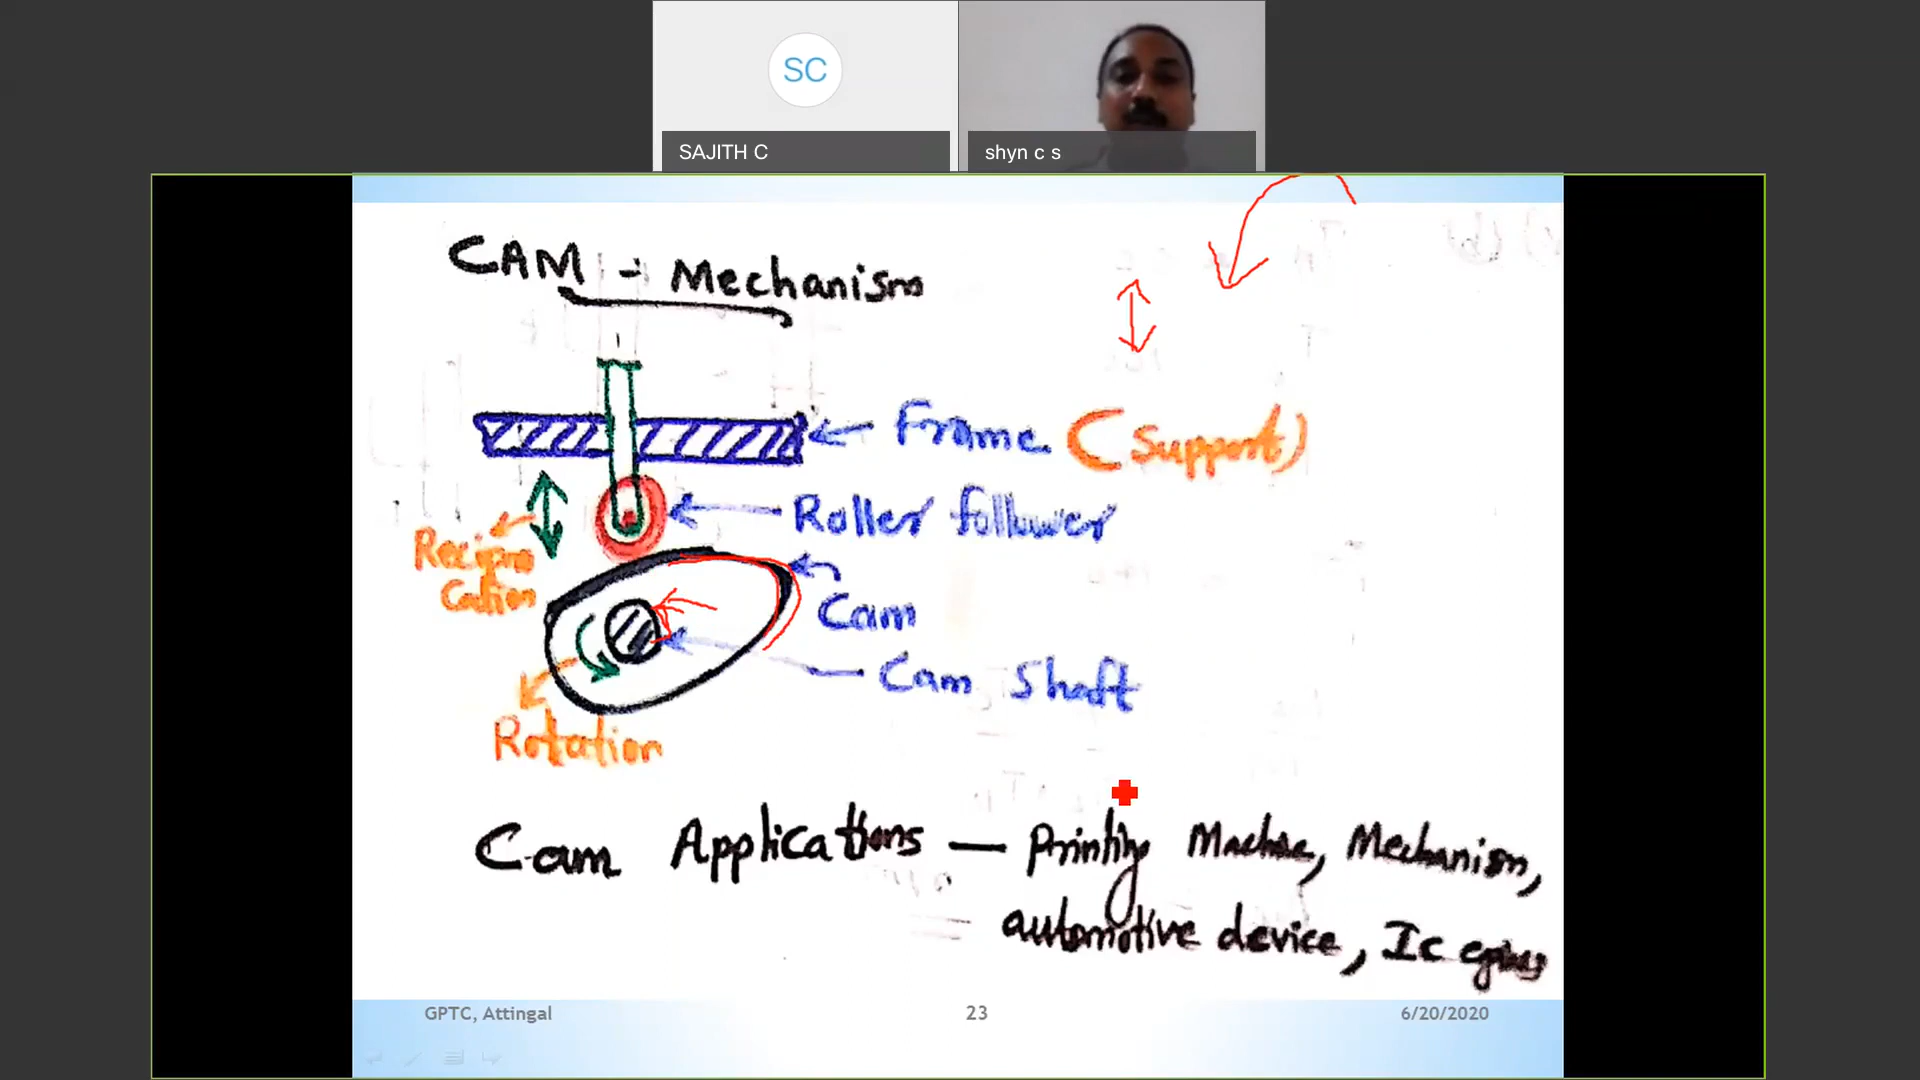 SC
SAJITH C
shyn c s
CAM - Mechanism
Frame (Support)
Roller follower
Recipro
Cation
Cam
Cam Shaft
Rotation
Cam Applications — Printing Machine, Mechanism,
automotive device, Ic
GPTC, Attingal
23
6/20/2020